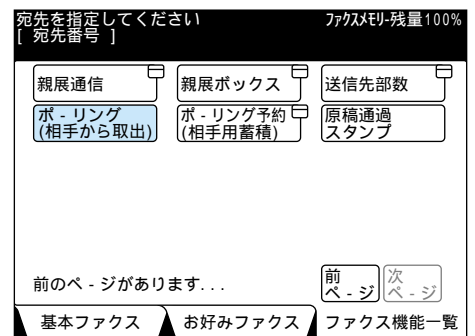 宛先を指定してください ファクスメモリ-残量100%
[ 宛先番号 ]
親展通信 親展ボックス 送信先部数
ポ-リング ポ-リング予約 原稿通過
(相手から取出) (相手用蓄積) スタンプ
前のペ-ジがあります... 前 次
ペ-ジ ペ-ジ
基本ファクス お好みファクス ファクス機能一覧